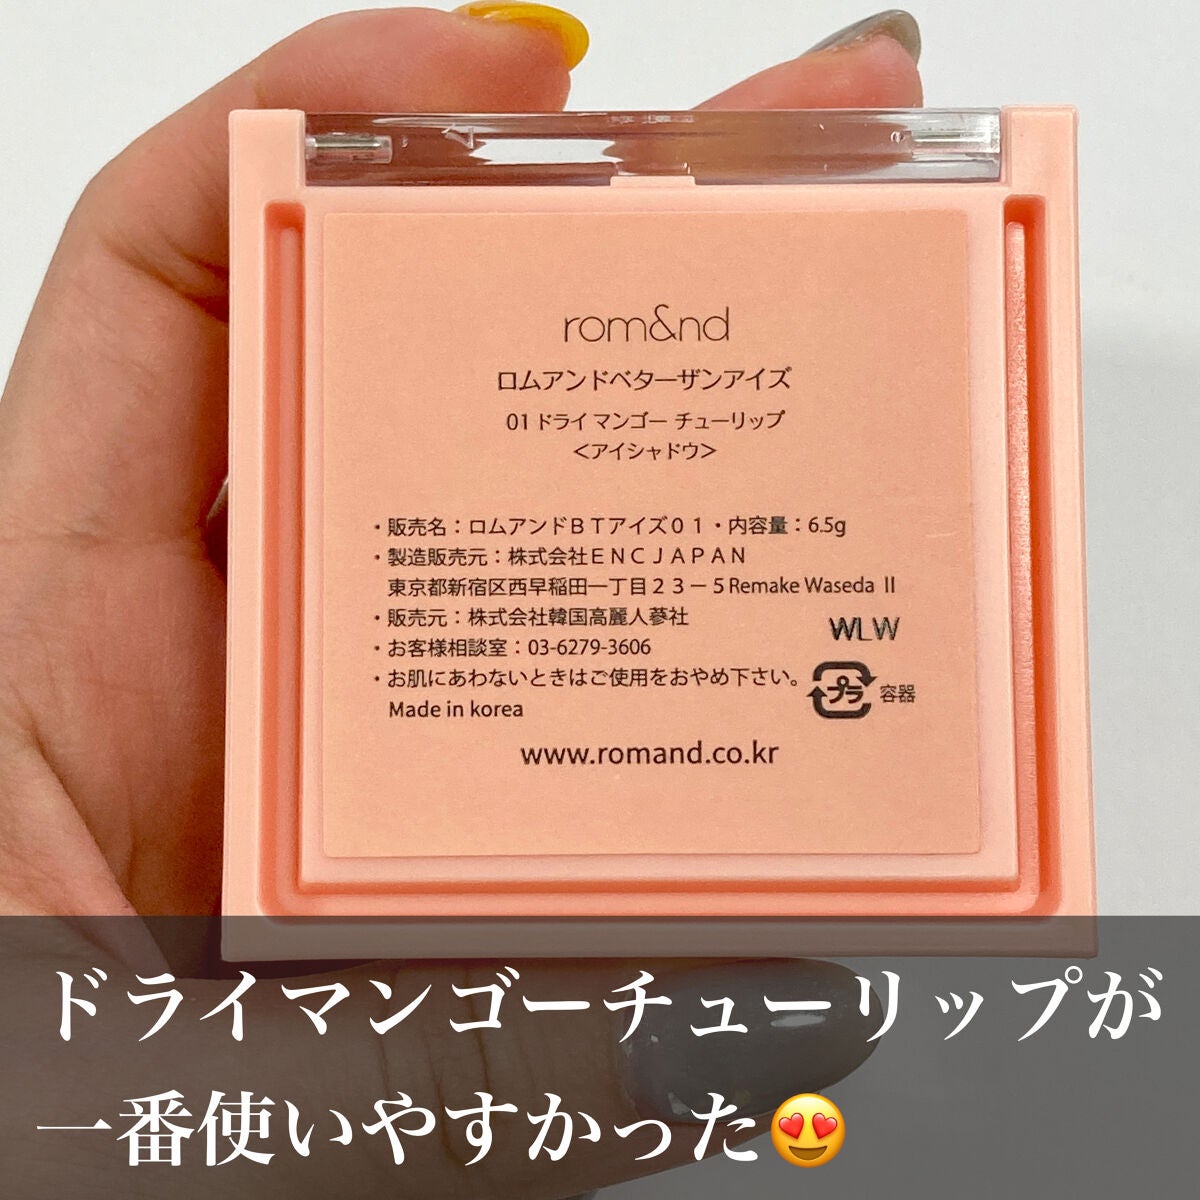 rom&nd
ロムアンドベターザンアイズ
01 ドライ マンゴー チューリップ
＜アイシャドウ＞
・販売名：ロムアンドＢＴアイズ０１・内容量：6.5g
・製造販売元：株式会社ＥＮＣＪＡＰＡＮ
東京都新宿区西早稲田一丁目２３－５Remake Waseda Ⅱ
・販売元：株式会社韓国高麗人蔘社
・お客様相談室：03-6279-3606
・お肌にあわないときはご使用をおやめ下さい。
Made in korea
WLW
プラ 容器
www.romand.co.kr
ドライマンゴーチューリップが
一番使いやすかった😍